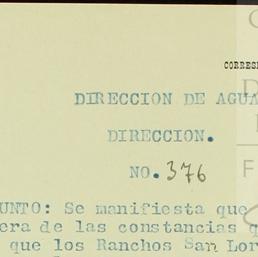 CORRES
DIRECCION DE AGUA
DIRECCION.
NO. 376
UNTO: Se manifiesta que
era de las constancias q
que los Ranchos San Lor